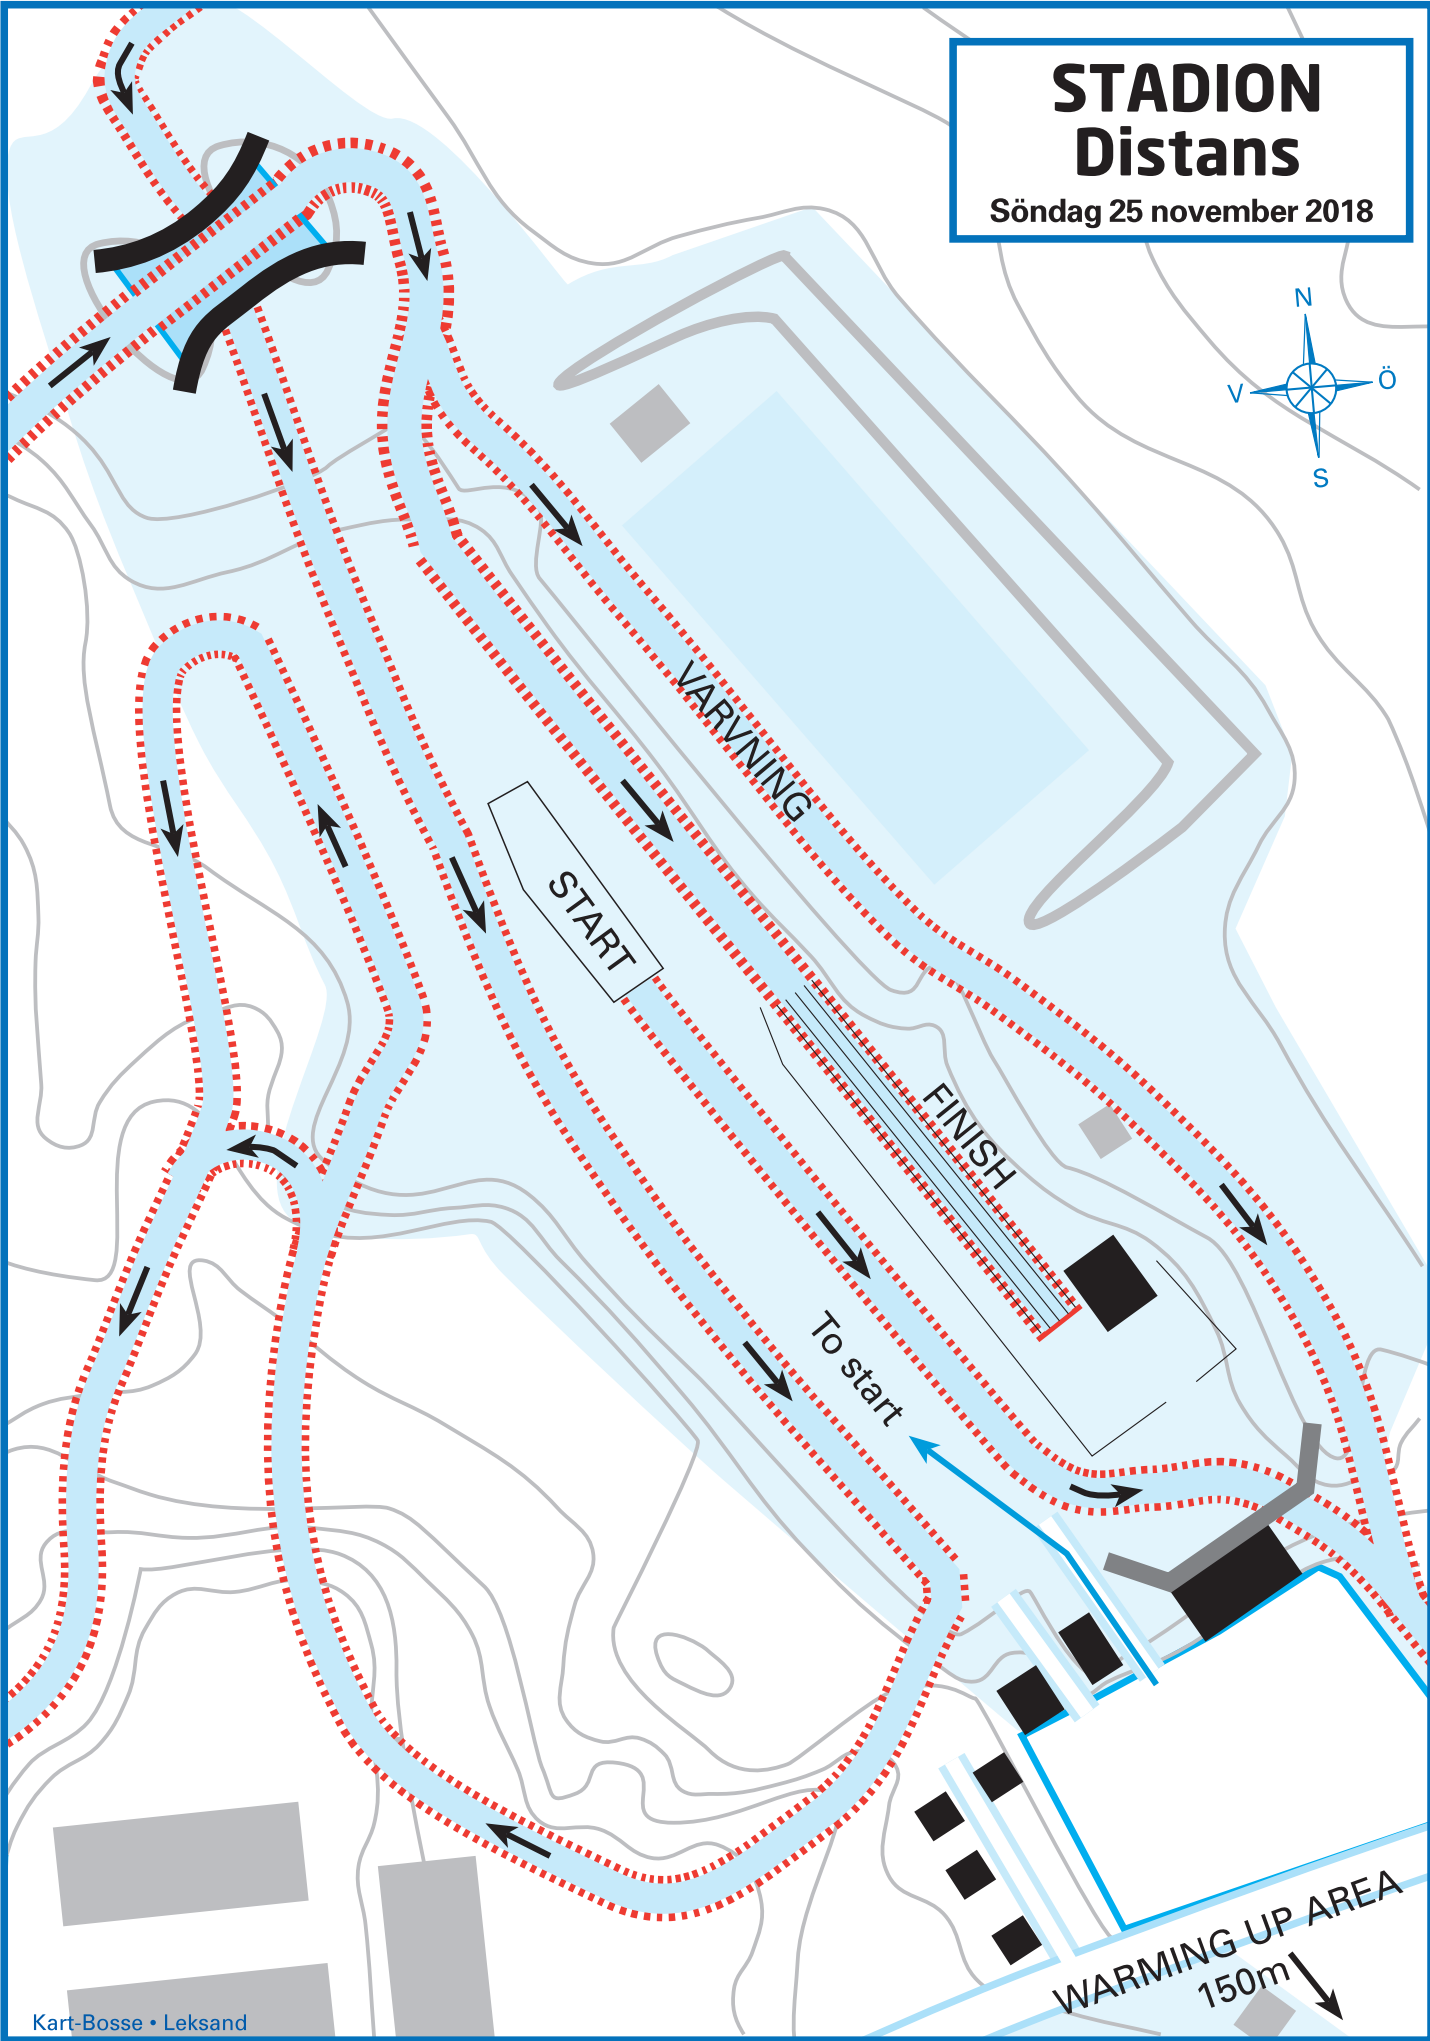 STADION
Distans
Söndag 25 november 2018
N
V
Ö
S
VARVNING
START
FINISH
To start
WARMING UP AREA
150m
Kart-Bosse • Leksand